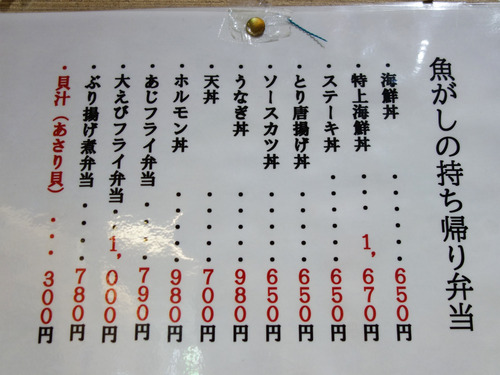 魚がしの持ち帰り弁当
・海鮮丼・・・・・650円
・特上海鮮丼・・・1,670円
・ステーキ丼・・・・650円
・とり唐揚げ丼・・・650円
・ソースカツ丼・・・・650円
・うなぎ丼・・・・・980円
・天丼・・・・・・700円
・ホルモン丼・・・・980円
・あじフライ弁当・・・790円
・大えびフライ弁当・・1,000円
・ぶり揚げ煮弁当・・・780円
・貝汁（あさり貝）・・・300円